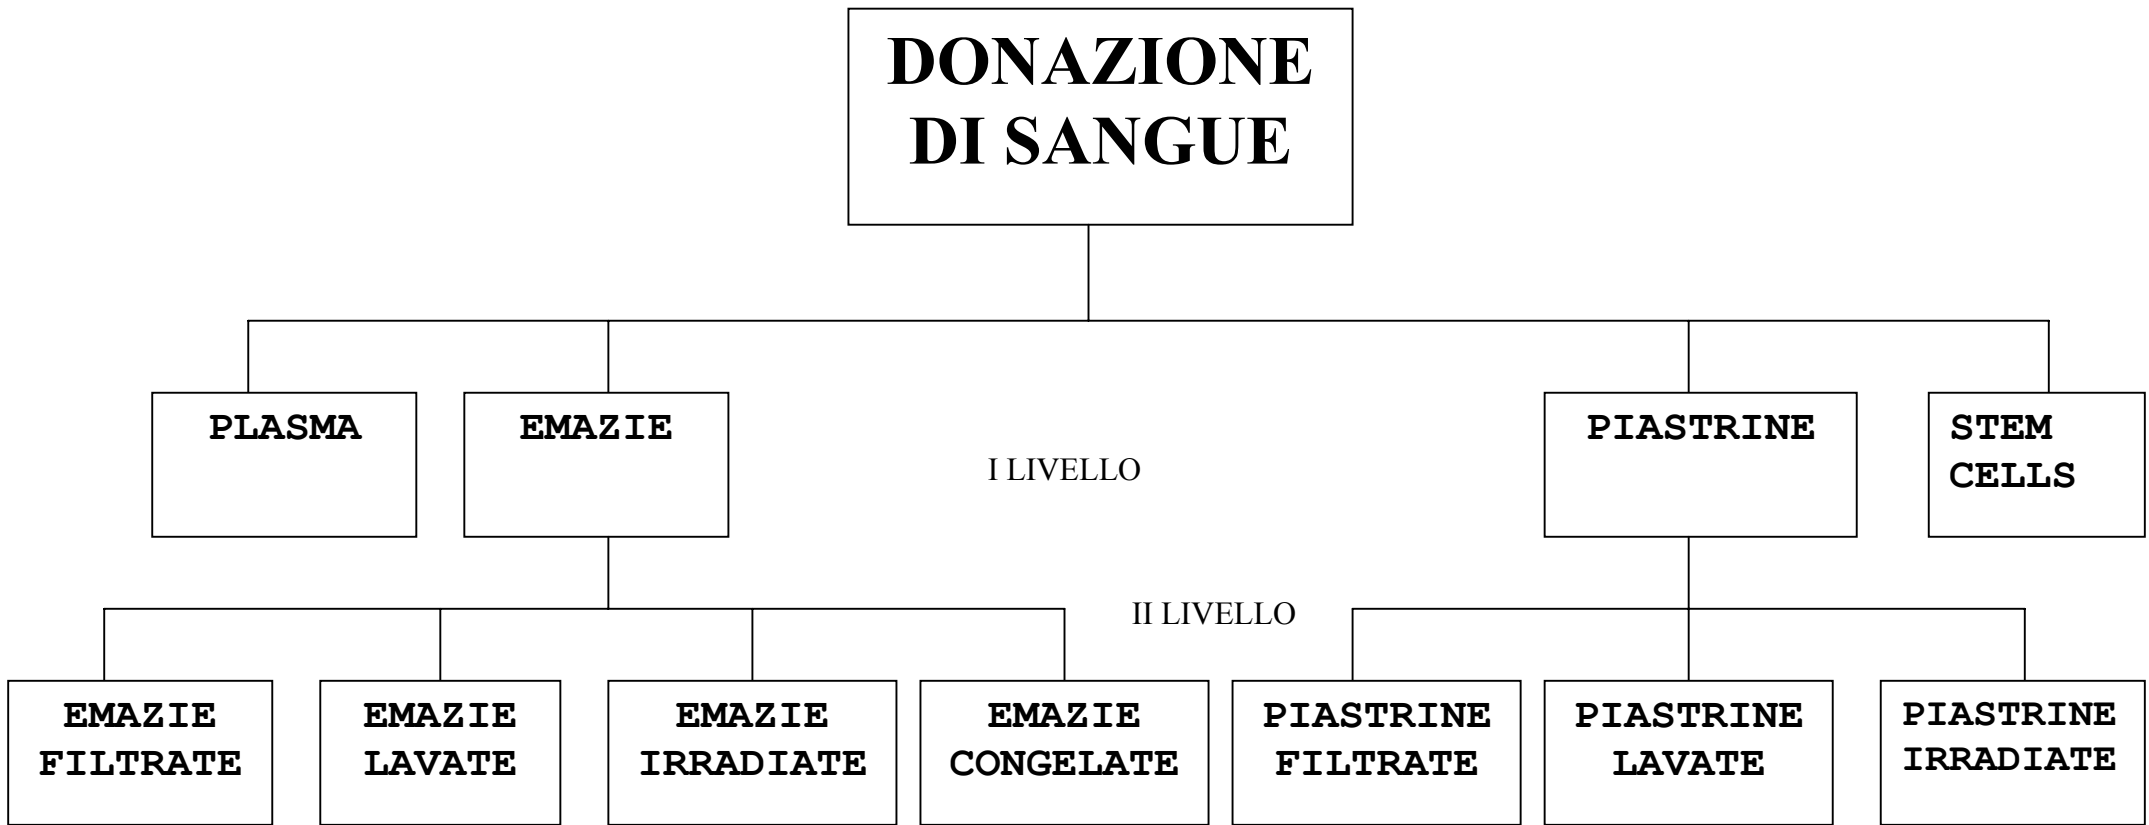 DONAZIONE
DI SANGUE
PLASMA
EMAZIE
I LIVELLO
PIASTRINE
STEM
CELLS
II LIVELLO
EMAZIE
FILTRATE
EMAZIE
LAVATE
EMAZIE
IRRADIATE
EMAZIE
CONGELATE
PIASTRINE
FILTRATE
PIASTRINE
LAVATE
PIASTRINE
IRRADIATE